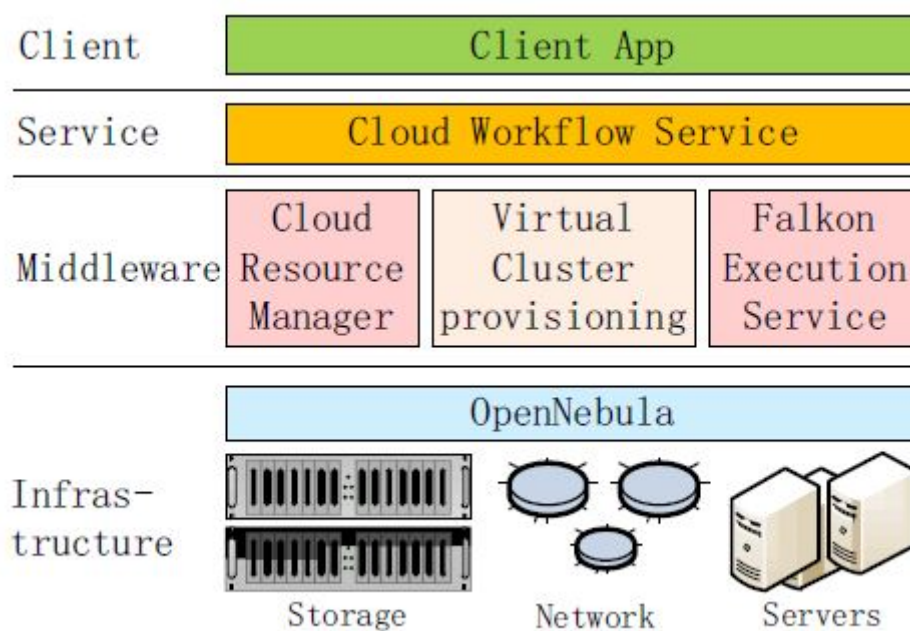 Client
Client App
Service
Cloud Workflow Service
Middleware
Cloud
Resource
Manager
Virtual
Cluster
provisioning
Falkon
Execution
Service
Infras-
tructure
OpenNebula
Storage
Network
Servers